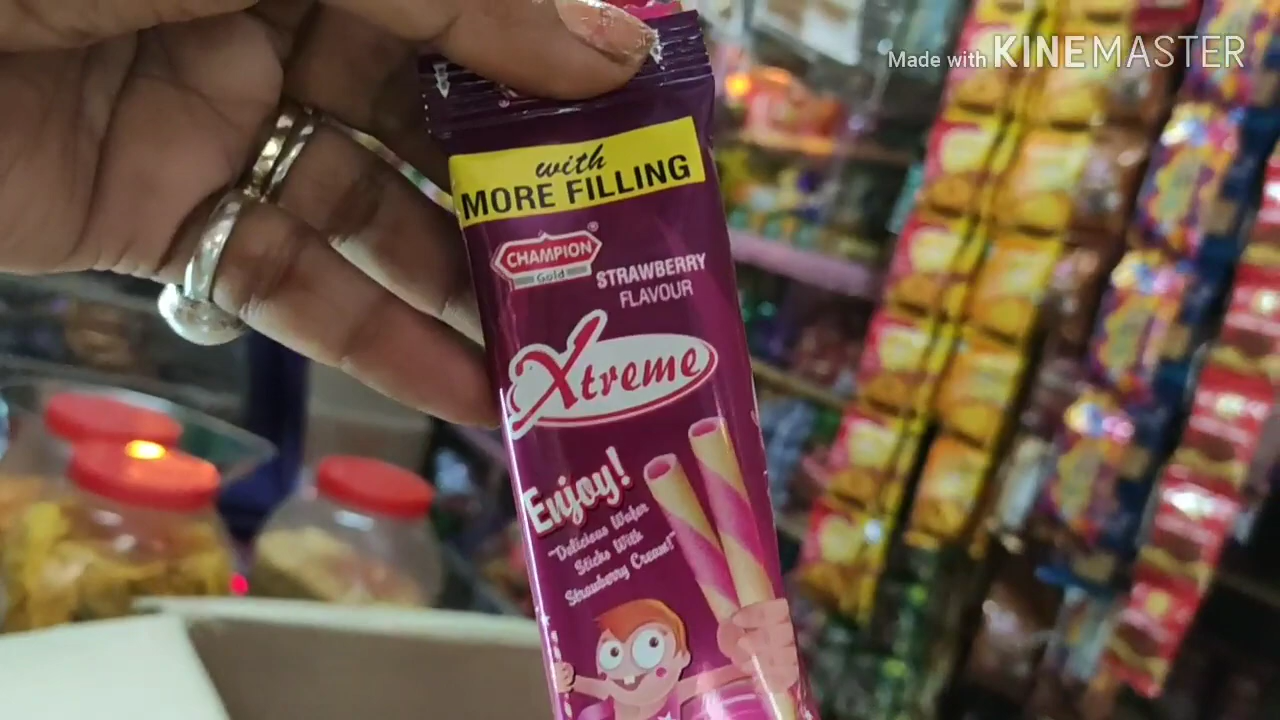 Made with KINEMASTER
with
MORE FILLING
CHAMPION®
Gold
STRAWBERRY
FLAVOUR
Xtreme
Enjoy!
"Delicious Wafer
Sticks With
Strawberry Cream!"